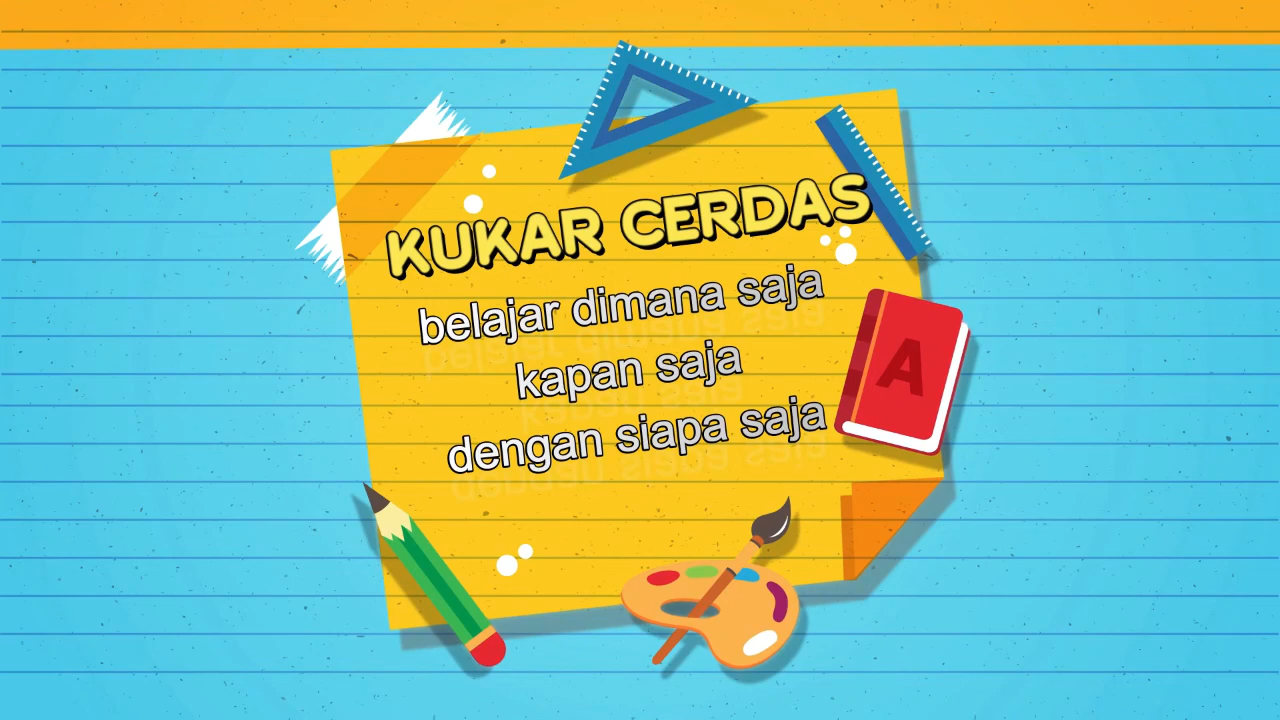 KUKAR CERDAS
belajar dimana saja
kapan saja
dengan siapa saja
A